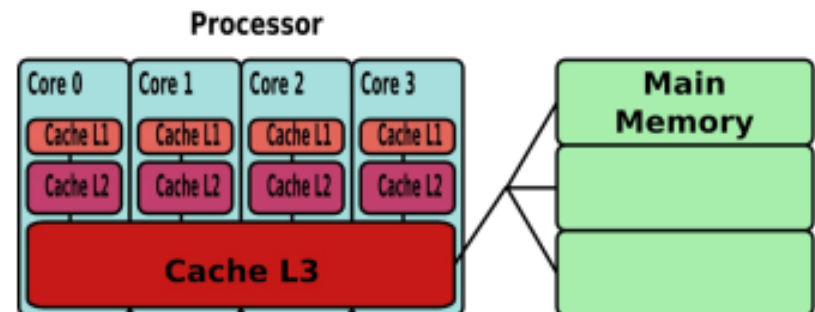 Processor
Core 0 Core 1 Core 2 Core 3
Cache L1 Cache L1 Cache L1 Cache L1
Cache L2 Cache L2 Cache L2 Cache L2
Cache L3
Main
Memory